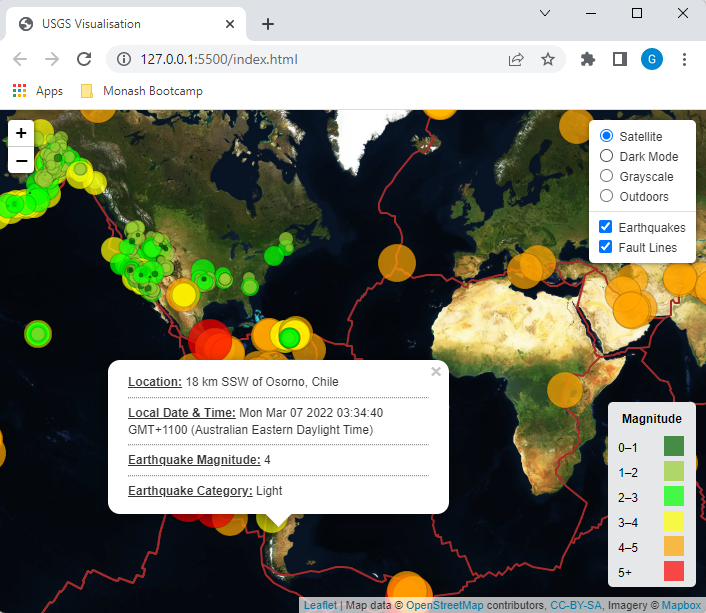 USGS Visualisation
127.0.0.1:5500/index.html
G
Apps
Monash Bootcamp
+
−
Satellite
Dark Mode
Grayscale
Outdoors
Earthquakes
Fault Lines
×
Location: 18 km SSW of Osorno, Chile
Local Date & Time: Mon Mar 07 2022 03:34:40
GMT+1100 (Australian Eastern Daylight Time)
Earthquake Magnitude: 4
Earthquake Category: Light
Magnitude
0–1
1–2
2–3
3–4
4–5
5+
Leaflet | Map data © OpenStreetMap contributors, CC-BY-SA, Imagery © Mapbox